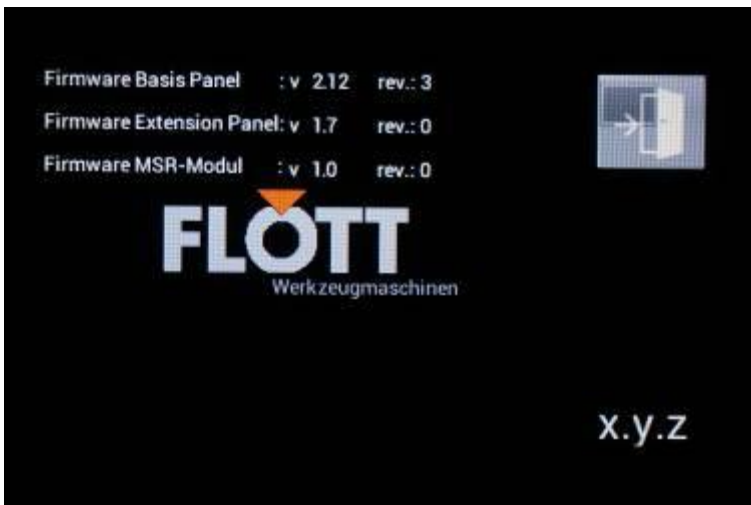 Firmware Basis Panel : v 2.12 rev.: 3
Firmware Extension Panel: v 1.7 rev.: 0
Firmware MSR-Modul : v 1.0 rev.: 0
FLOTT
Werkzeugmaschinen
x.y.z